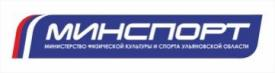 МИНСПОРТ
МИНИСТЕРСТВО ФИЗИЧЕСКОЙ КУЛЬТУРЫ И СПОРТА УЛЬЯНОВСКОЙ ОБЛАСТИ